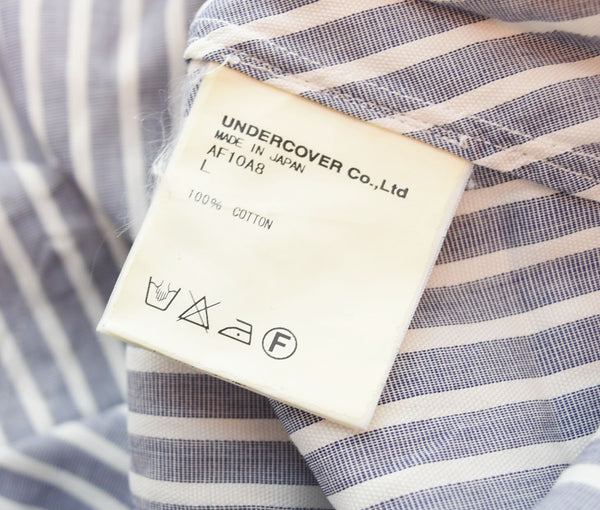 UNDERCOVER Co.,Ltd
MADE IN JAPAN
AF10A8
L
100% COTTON
F